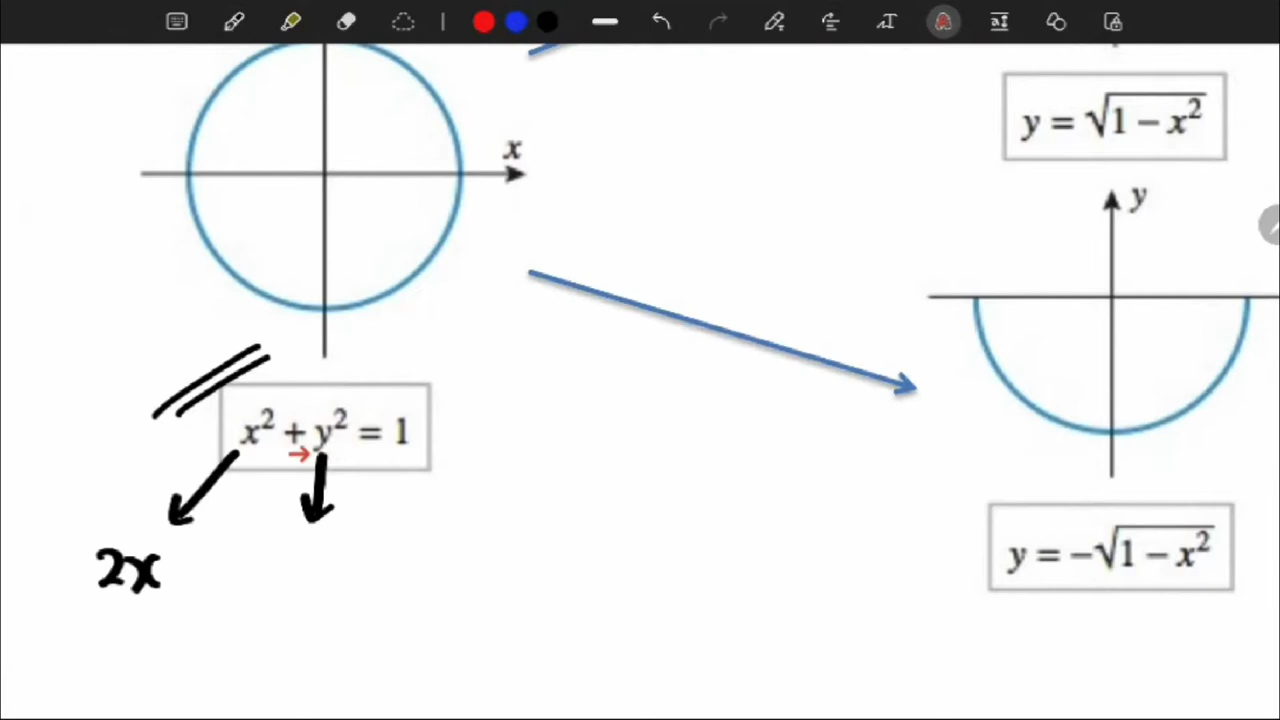 x
y = √1 − x²
y
x² + y² = 1
y = −√1 − x²
2x